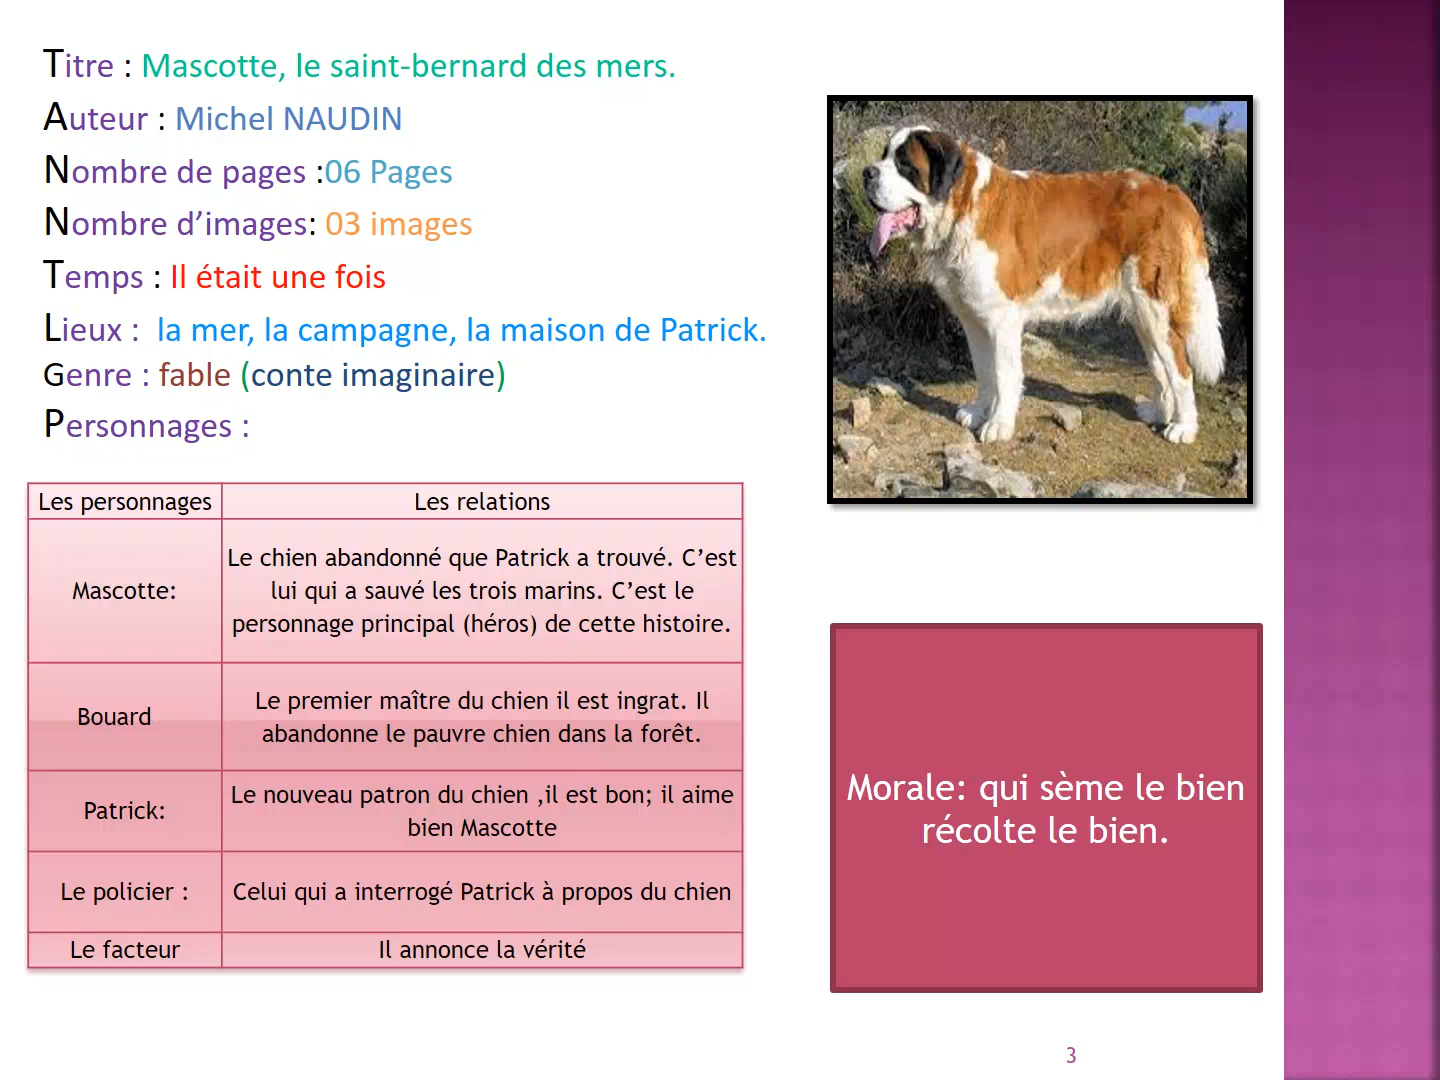 Titre : Mascotte, le saint-bernard des mers.
Auteur : Michel NAUDIN
Nombre de pages :06 Pages
Nombre d’images: 03 images
Temps : Il était une fois
Lieux :  la mer, la campagne, la maison de Patrick.
Genre : fable (conte imaginaire)
Personnages :
Les personnages
Les relations
Mascotte:
Le chien abandonné que Patrick a trouvé. C’est
lui qui a sauvé les trois marins. C’est le
personnage principal (héros) de cette histoire.
Bouard
Le premier maître du chien il est ingrat. Il
abandonne le pauvre chien dans la forêt.
Patrick:
Le nouveau patron du chien ,il est bon; il aime
bien Mascotte
Le policier :
Celui qui a interrogé Patrick à propos du chien
Le facteur
Il annonce la vérité
Morale: qui sème le bien
récolte le bien.
3